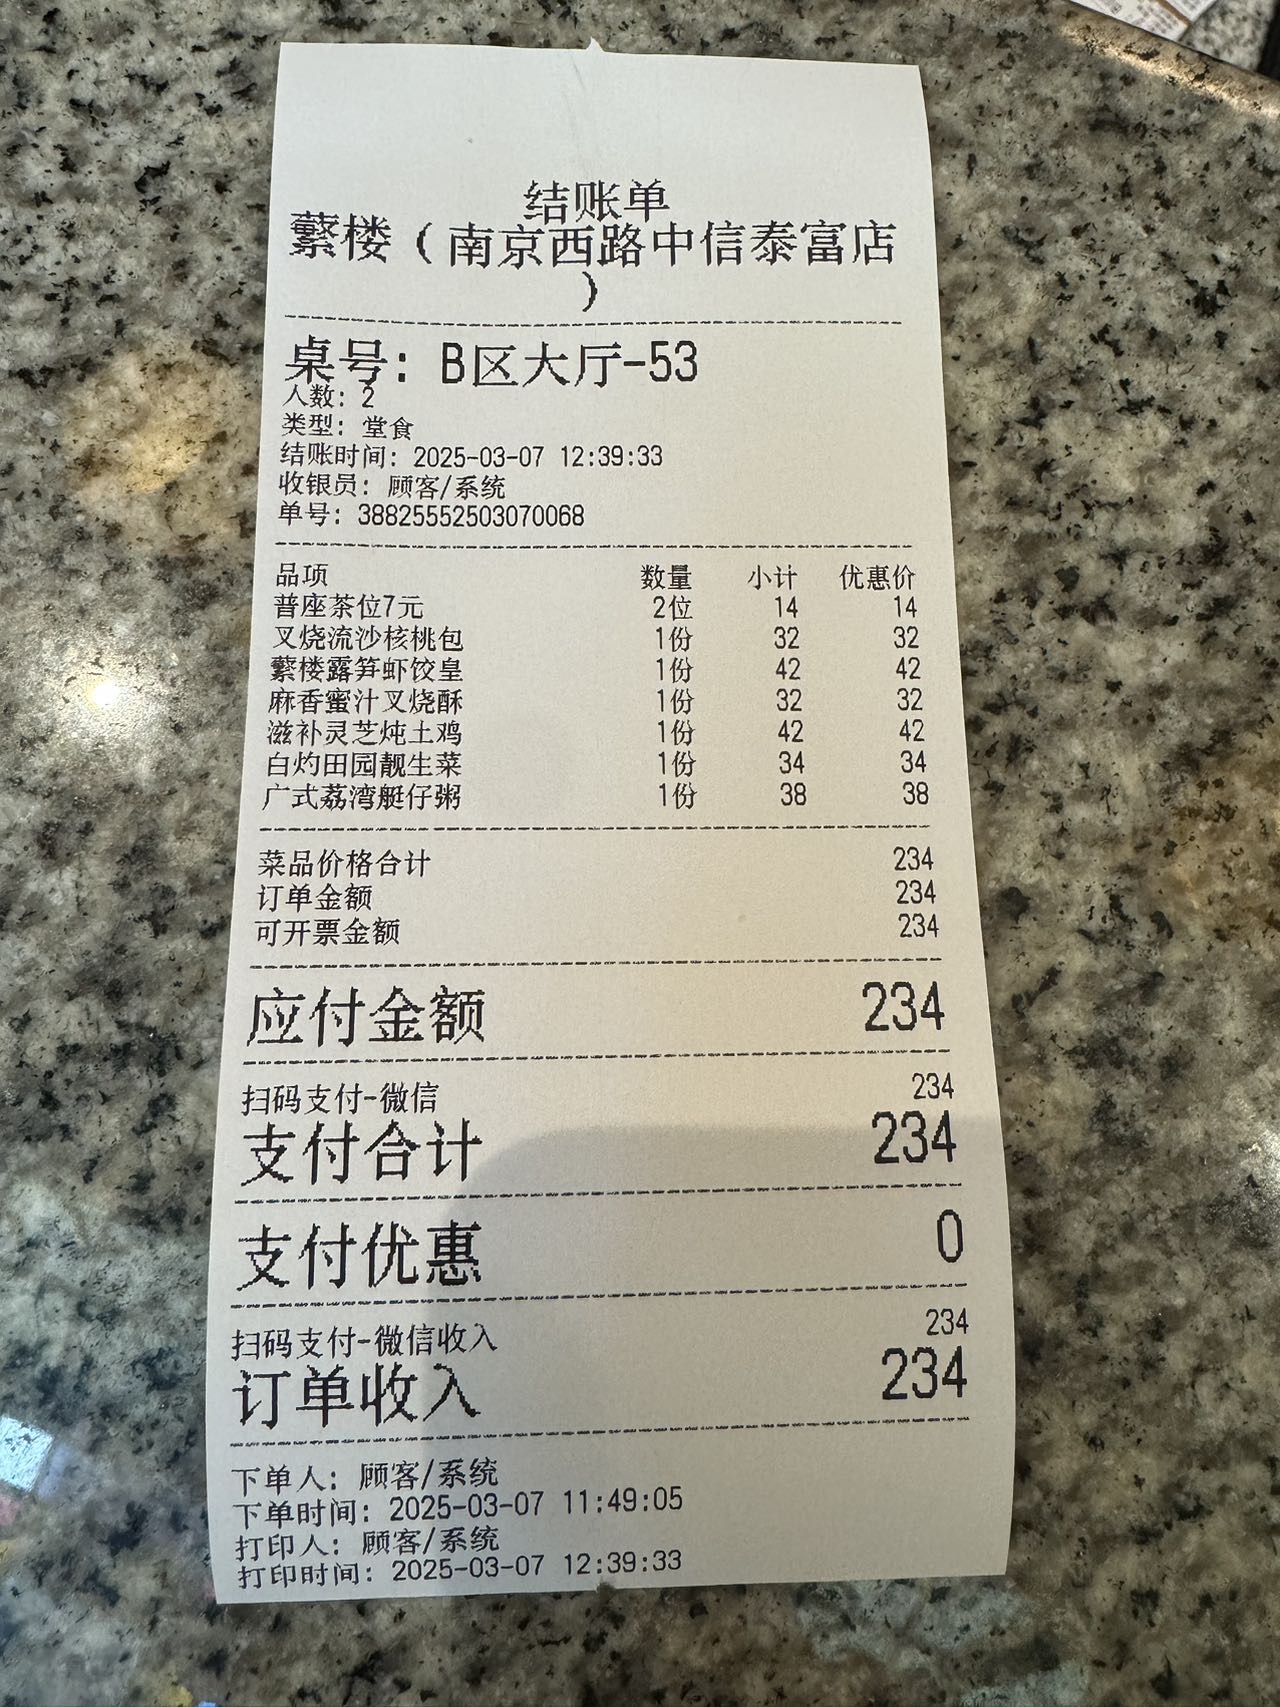 结账单
蘩楼（南京西路中信泰富店
）
桌号：B区大厅-53
人数：2
类型：堂食
结账时间：2025-03-07 12:39:33
收银员：顾客/系统
单号：38825552503070068
品项 数量 小计 优惠价
普座茶位7元 2位 14 14
叉烧流沙核桃包 1份 32 32
蘩楼露笋虾饺皇 1份 42 42
麻香蜜汁叉烧酥 1份 32 32
滋补灵芝炖土鸡 1份 42 42
白灼田园靓生菜 1份 34 34
广式荔湾艇仔粥 1份 38 38
菜品价格合计 234
订单金额 234
可开票金额 234
应付金额 234
扫码支付-微信 234
支付合计 234
支付优惠 0
扫码支付-微信收入 234
订单收入 234
下单人：顾客/系统
下单时间：2025-03-07 11:49:05
打印人：顾客/系统
打印时间：2025-03-07 12:39:33